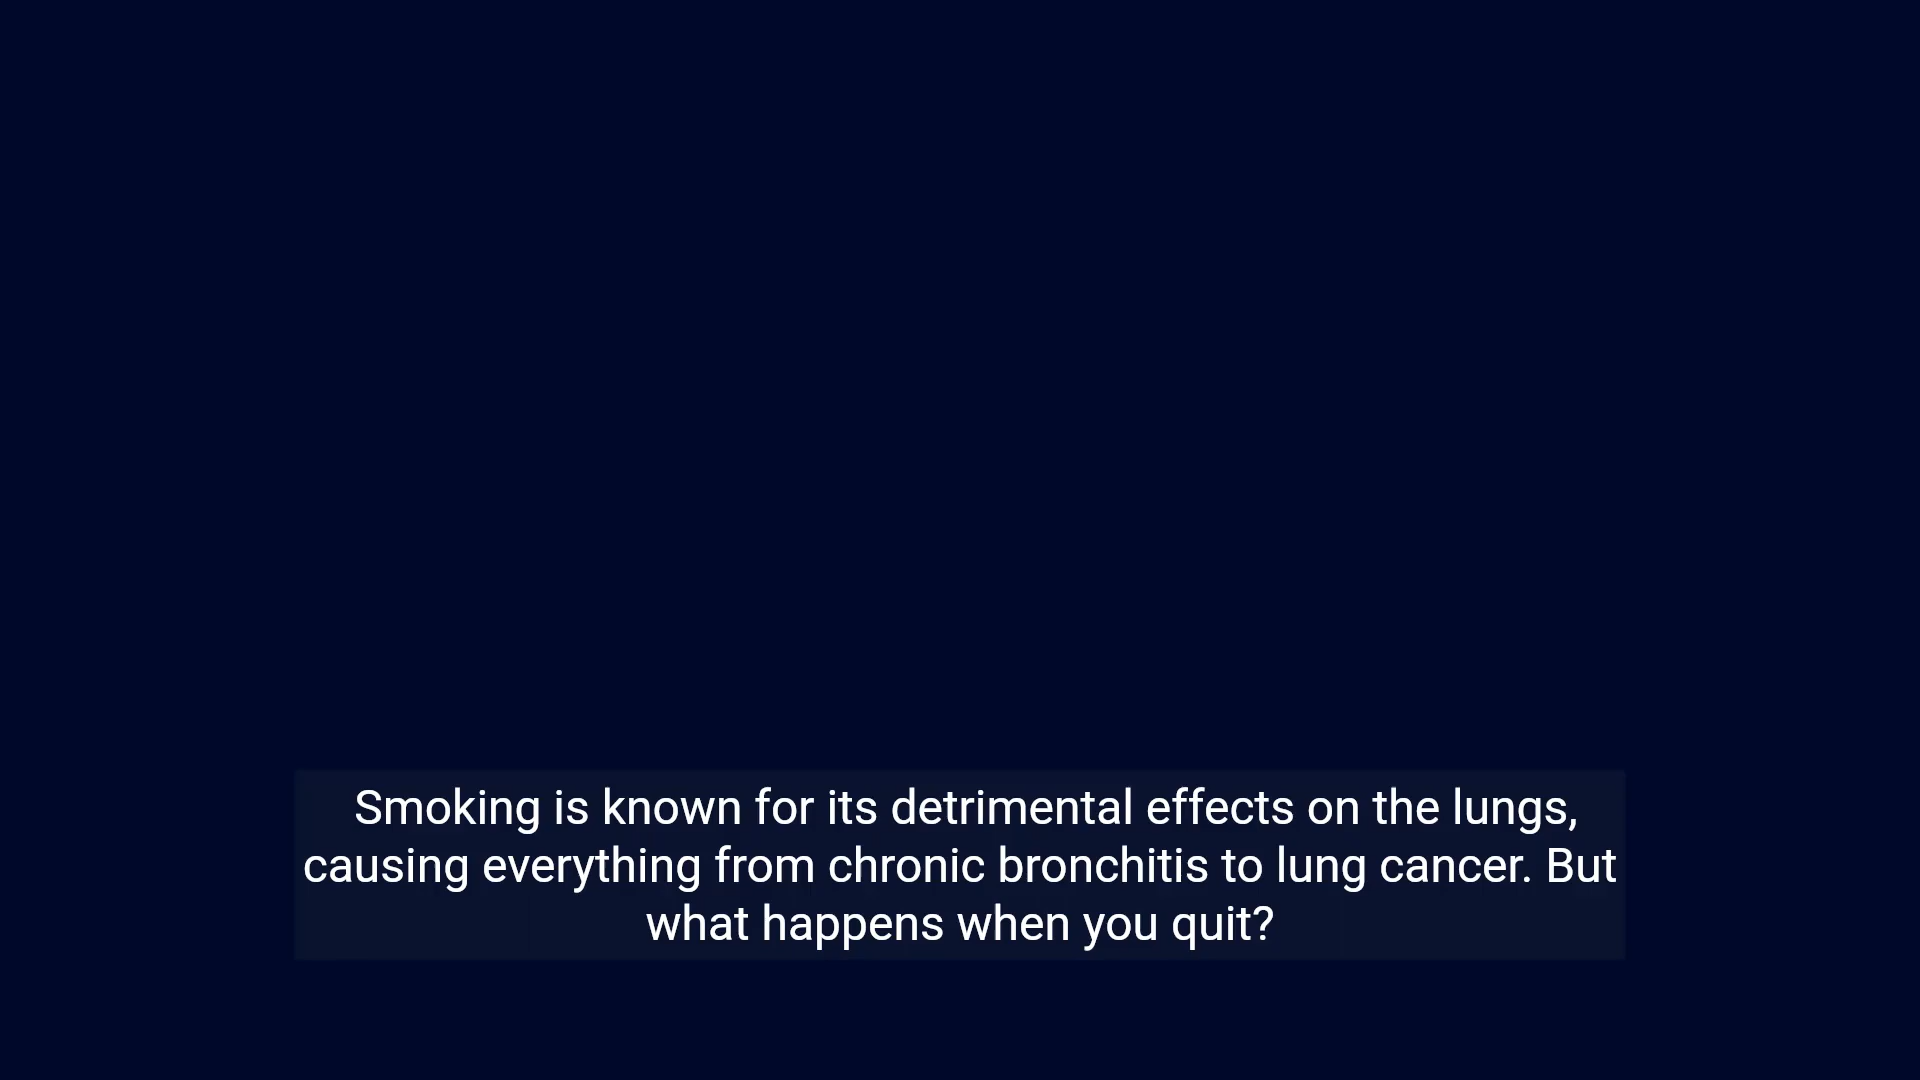 Smoking is known for its detrimental effects on the lungs,
causing everything from chronic bronchitis to lung cancer. But
what happens when you quit?